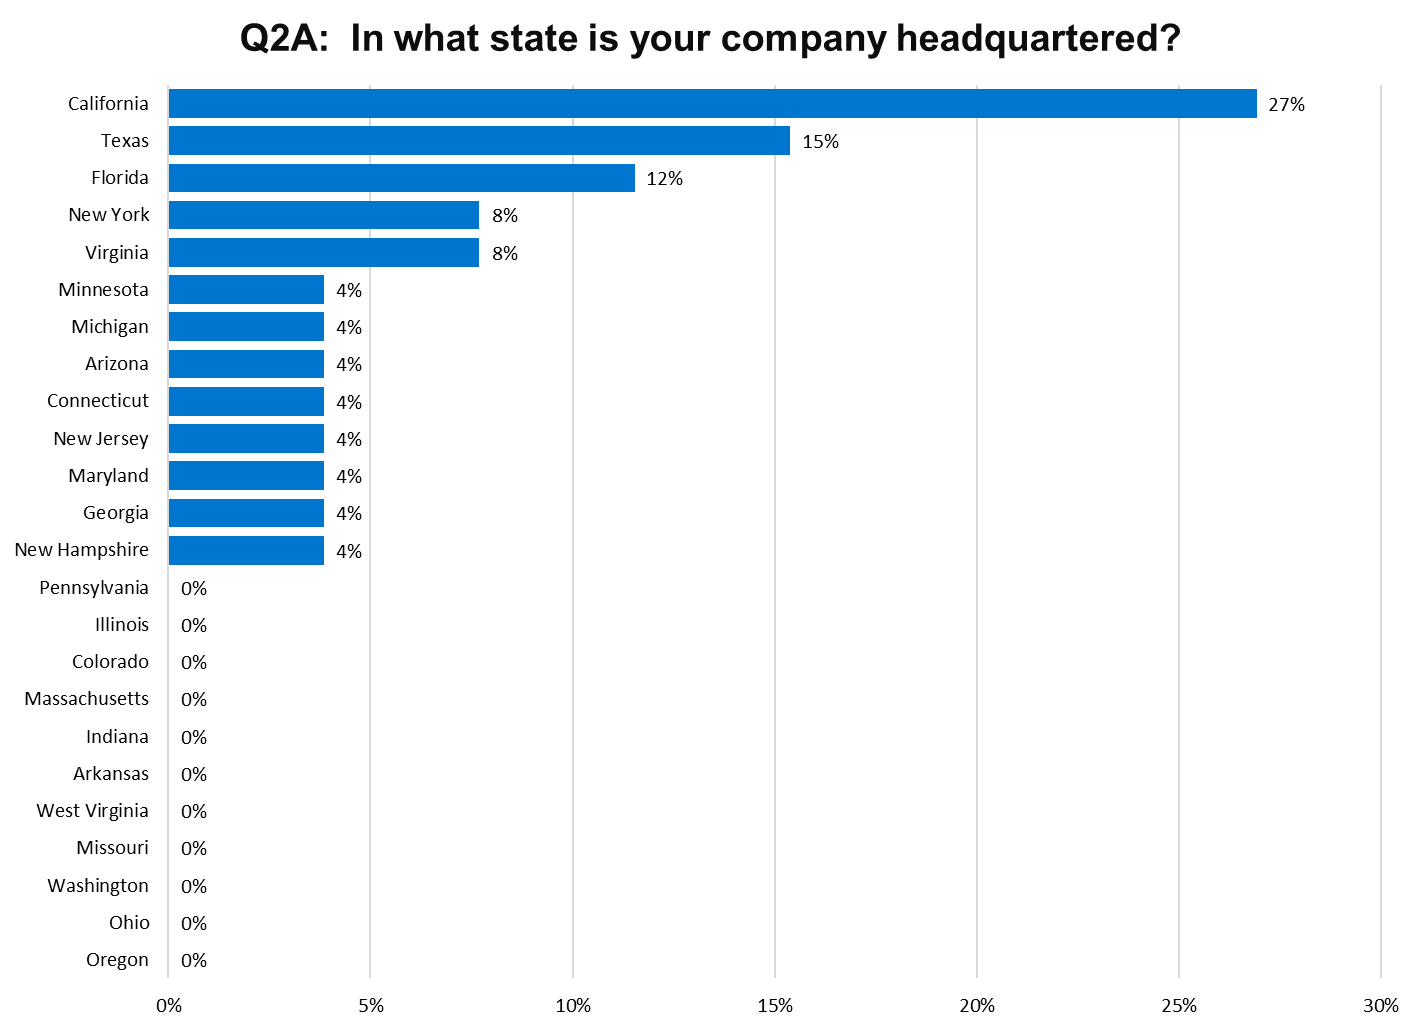 Q2A:  In what state is your company headquartered?
California 27%
Texas 15%
Florida 12%
New York 8%
Virginia 8%
Minnesota 4%
Michigan 4%
Arizona 4%
Connecticut 4%
New Jersey 4%
Maryland 4%
Georgia 4%
New Hampshire 4%
Pennsylvania 0%
Illinois 0%
Colorado 0%
Massachusetts 0%
Indiana 0%
Arkansas 0%
West Virginia 0%
Missouri 0%
Washington 0%
Ohio 0%
Oregon 0%
0% 5% 10% 15% 20% 25% 30%